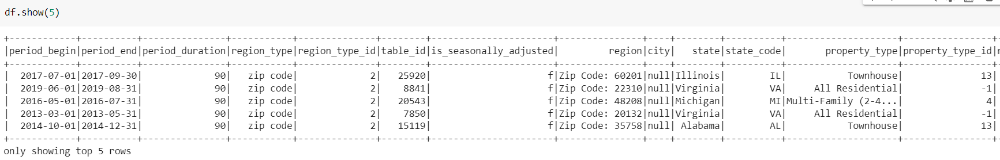 df.show(5)
+------------+----------+---------------+-----------+--------------+--------+----------------------+---------------+----+--------+----------+--------------------+----------------+-
|period_begin|period_end|period_duration|region_type|region_type_id|table_id|is_seasonally_adjusted|         region|city|   state|state_code|       property_type|property_type_id|
+------------+----------+---------------+-----------+--------------+--------+----------------------+---------------+----+--------+----------+--------------------+----------------+-
|  2017-07-01|2017-09-30|             90|   zip code|             2|   25920|                     f|Zip Code: 60201|null|Illinois|        IL|           Townhouse|              13|
|  2019-06-01|2019-08-31|             90|   zip code|             2|    8841|                     f|Zip Code: 22310|null|Virginia|        VA|     All Residential|              -1|
|  2016-05-01|2016-07-31|             90|   zip code|             2|   20543|                     f|Zip Code: 48208|null|Michigan|        MI|Multi-Family (2-4...|               4|
|  2013-03-01|2013-05-31|             90|   zip code|             2|    7850|                     f|Zip Code: 20132|null|Virginia|        VA|     All Residential|              -1|
|  2014-10-01|2014-12-31|             90|   zip code|             2|   15119|                     f|Zip Code: 35758|null| Alabama|        AL|           Townhouse|              13|
+------------+----------+---------------+-----------+--------------+--------+----------------------+---------------+----+--------+----------+--------------------+----------------+-
only showing top 5 rows